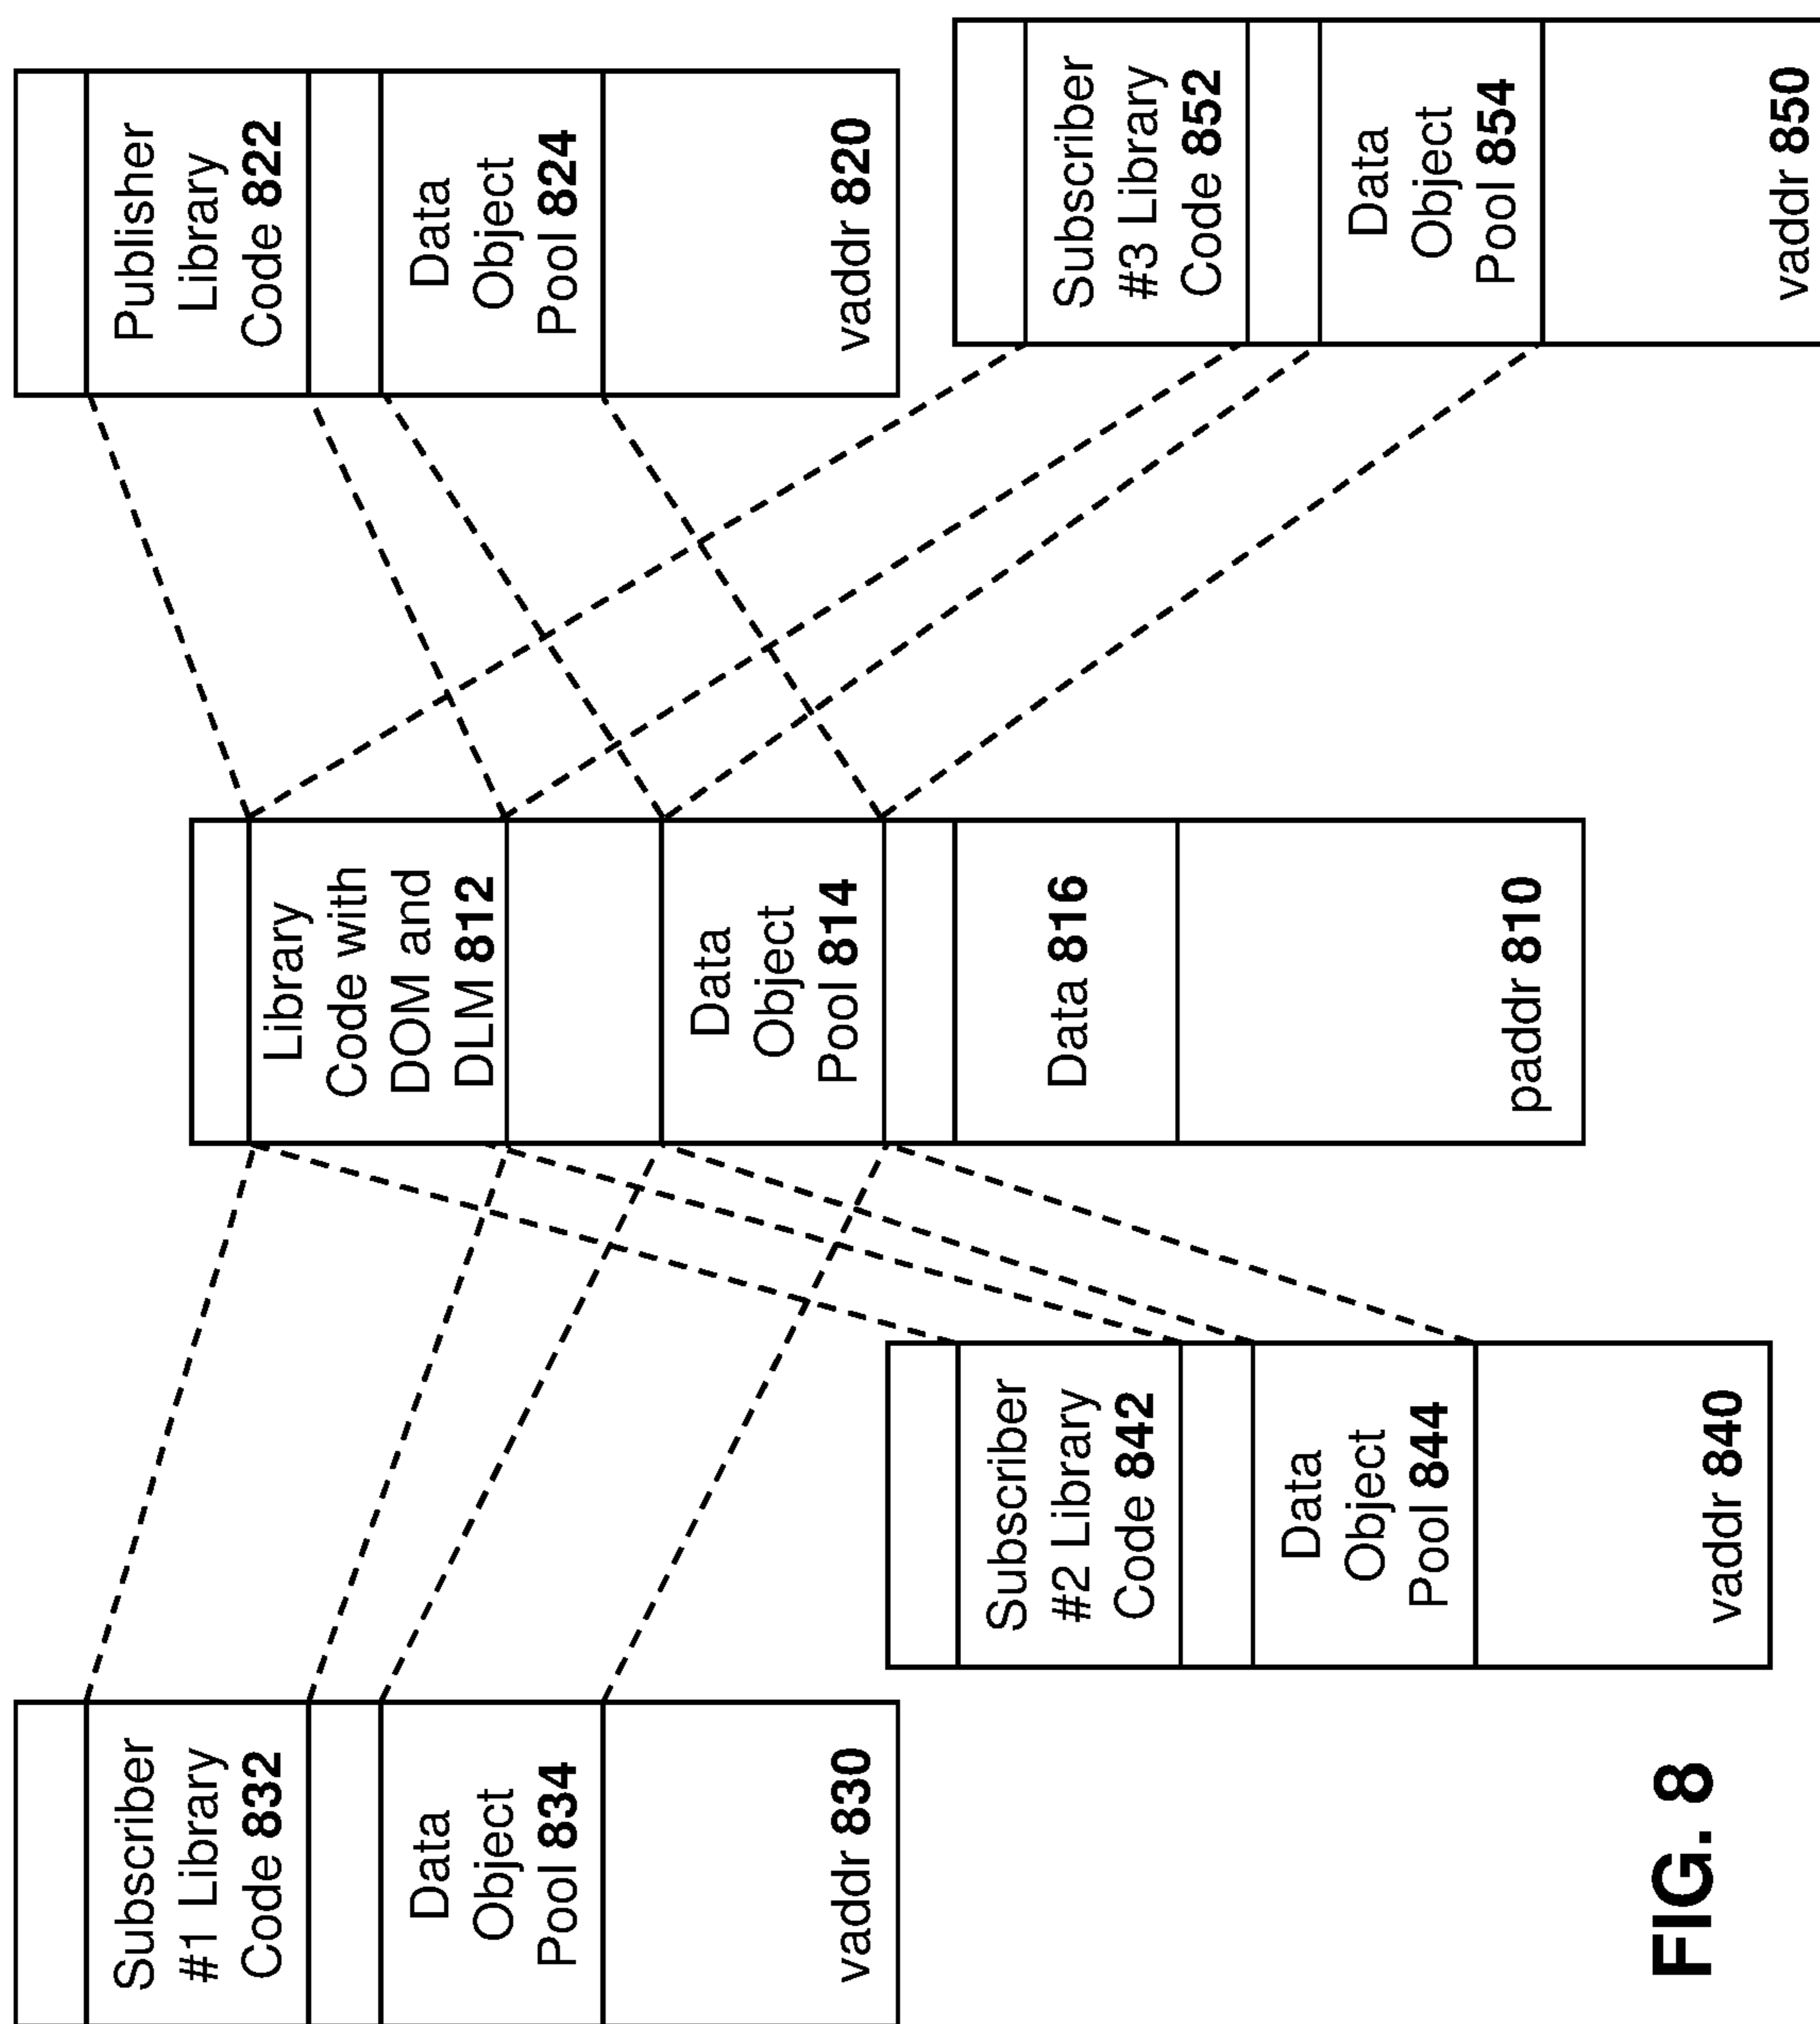 Subscriber
#1 Library
Code 832
Data
Object
Pool 834
vaddr 830
Subscriber
#2 Library
Code 842
Data
Object
Pool 844
vaddr 840
Library
Code with
DOM and
DLM 812
Data
Object
Pool 814
Data 816
paddr 810
Publisher
Library
Code 822
Data
Object
Pool 824
vaddr 820
Subscriber
#3 Library
Code 852
Data
Object
Pool 854
vaddr 850
FIG. 8